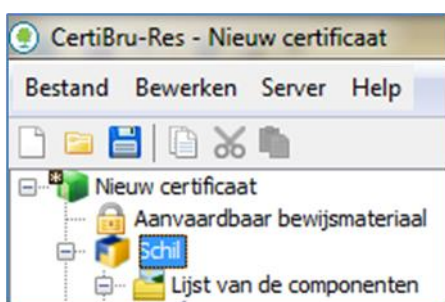 CertiBru-Res - Nieuw certificaat
Bestand Bewerken Server Help
Nieuw certificaat
Aanvaardbaar bewijsmateriaal
Schil
Lijst van de componenten